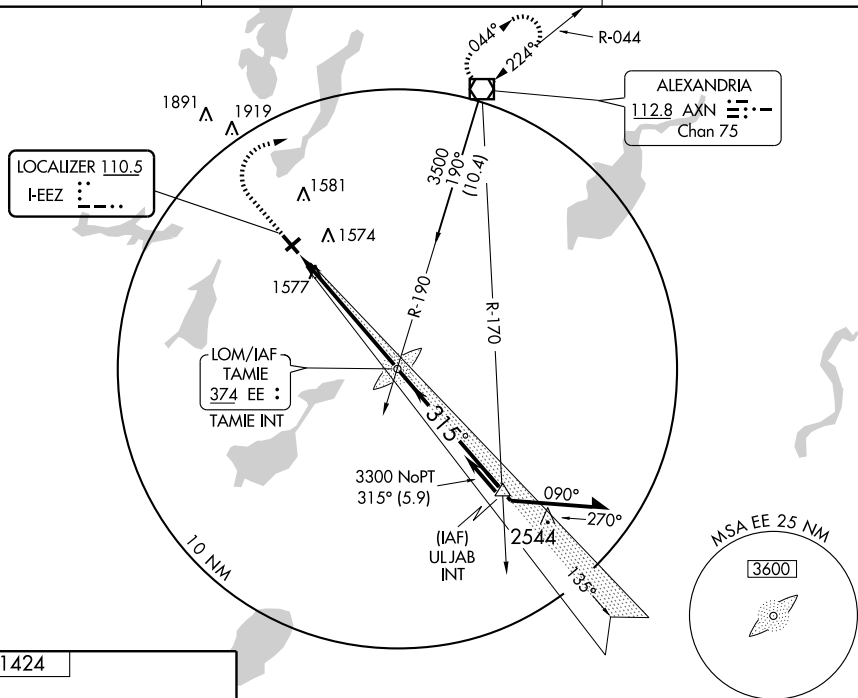 044°
224°
R-044
ALEXANDRIA
112.8 AXN
Chan 75
1891
1919
LOCALIZER 110.5
I-EEZ
1581
3500
190°
(10.4)
1574
1577
R-190
R-170
LOM/IAF
TAMIE
374 EE
TAMIE INT
315°
3300 NoPT
315° (5.9)
090°
270°
(IAF)
ULJAB
INT
2544
135°
10 NM
MSA EE 25 NM
3600
1424